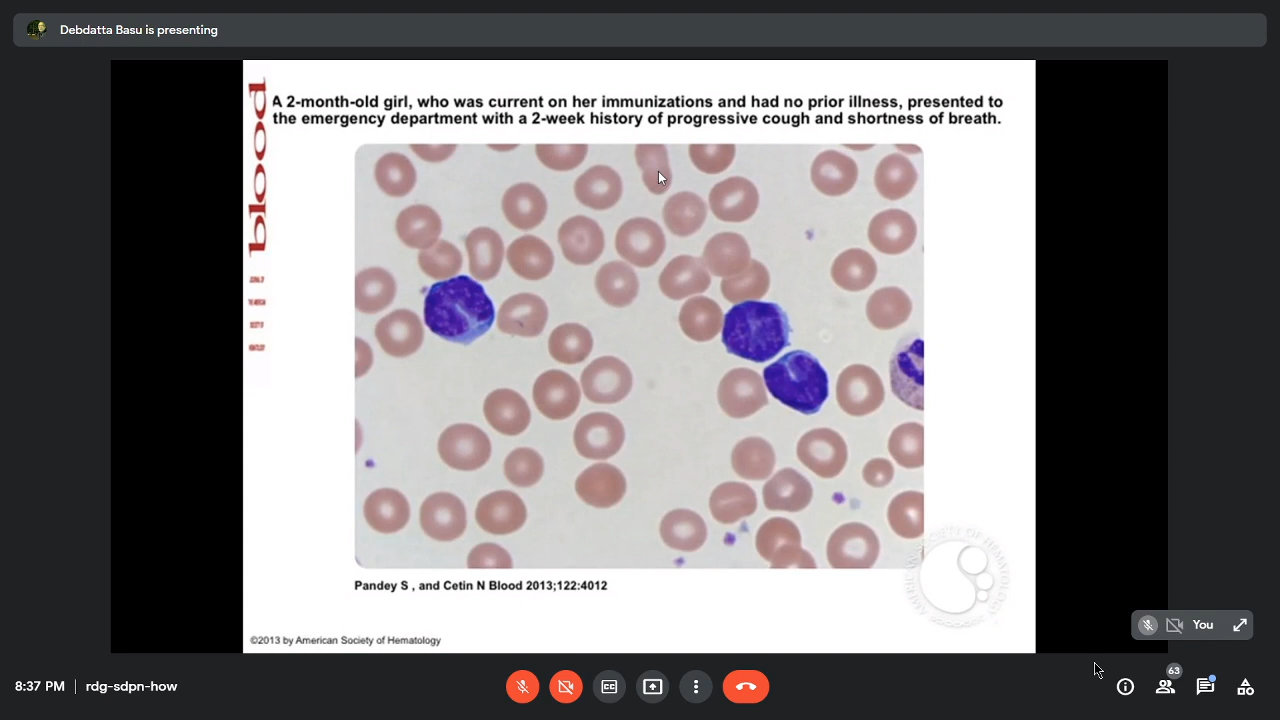 Debdatta Basu is presenting
blood
A 2-month-old girl, who was current on her immunizations and had no prior illness, presented to
the emergency department with a 2-week history of progressive cough and shortness of breath.
Pandey S , and Cetin N Blood 2013;122:4012
©2013 by American Society of Hematology
You
8:37 PM
rdg-sdpn-how
63